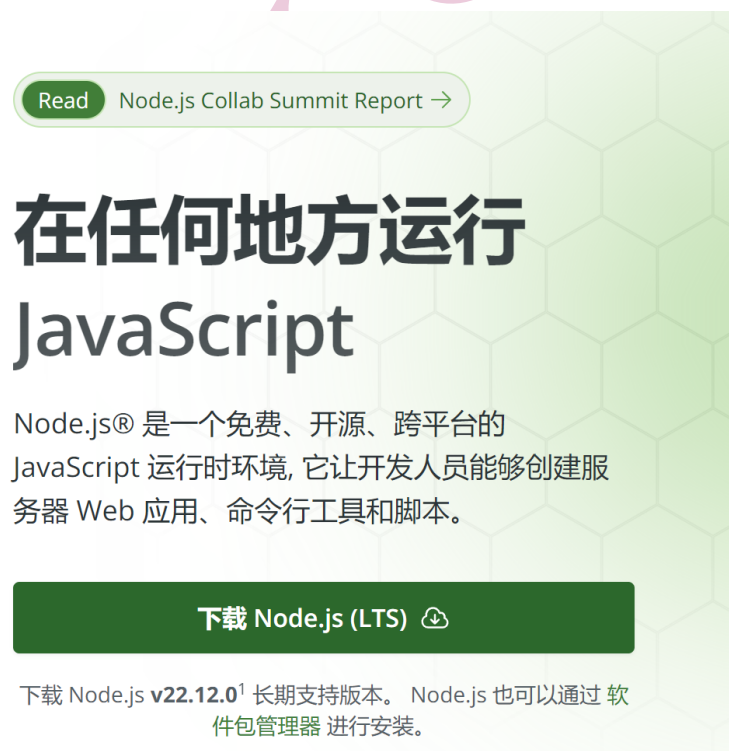 Read Node.js Collab Summit Report →
在任何地方运行
JavaScript
Node.js® 是一个免费、开源、跨平台的
JavaScript 运行时环境, 它让开发人员能够创建服
务器 Web 应用、命令行工具和脚本。
下载 Node.js (LTS)
下载 Node.js v22.12.0¹ 长期支持版本。 Node.js 也可以通过 软
件包管理器 进行安装。